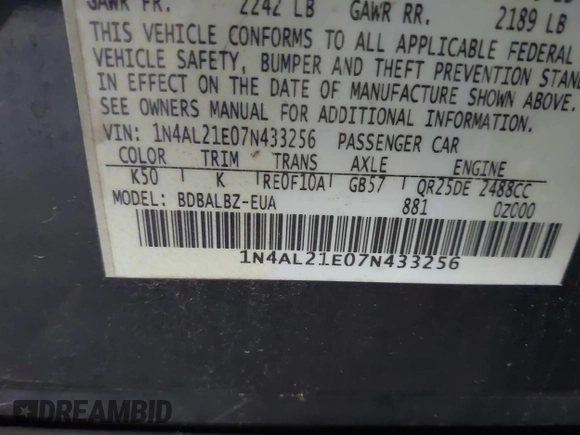 GAWR FR. 2242 LB GAWR RR. 2189 LB
THIS VEHICLE CONFORMS TO ALL APPLICABLE FEDERAL
VEHICLE SAFETY, BUMPER AND THEFT PREVENTION STAN
IN EFFECT ON THE DATE OF MANUFACTURE SHOWN ABOVE.
SEE OWNERS MANUAL FOR ADDITIONAL INFORMATION.
VIN: 1N4AL21E07N433256 PASSENGER CAR
COLOR TRIM TRANS AXLE ENGINE
K50 K RE0F10A GB57 QR25DE 2488CC
MODEL: BDBALBZ-EUA 881 0Z000
1N4AL21E07N433256
DREAMBID